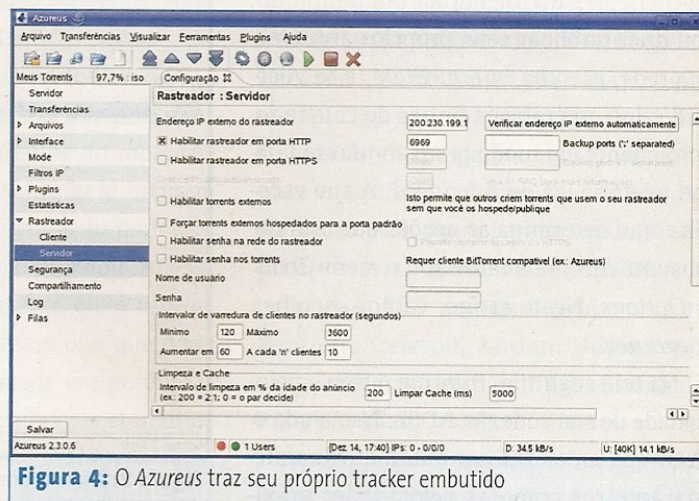 Azureus
Arquivo Transferências Visualizar Ferramentas Plugins Ajuda
Meus Torrents 97,7% iso Configuração
Servidor
Transferências
Arquivos
Interface
Mode
Filtros IP
Plugins
Estatísticas
Rastreador
Cliente
Servidor
Segurança
Compartilhamento
Log
Filas
Salvar
Rastreador : Servidor
Endereço IP externo do rastreador 200.230.199.1 Verificar endereço IP externo automaticamente
Habilitar rastreador em porta HTTP 6969 Backup ports (';' separated)
Habilitar rastreador em porta HTTPS
Habilitar torrents externos Isto permite que outros criem torrents que usem o seu rastreador
sem que você os hospede/publique
Forçar torrents externos hospedados para a porta padrão
Habilitar senha na rede do rastreador
Habilitar senha nos torrents Requer cliente BitTorrent compatível (ex.: Azureus)
Nome de usuário
Senha
Intervalor de varredura de clientes no rastreador (segundos)
Mínimo 120 Máximo 3600
Aumentar em 60 A cada 'n' clientes 10
Limpeza e Cache
Intervalo de limpeza em % da idade do anúncio
(ex.: 200 = 2:1; 0 = o par decide) 200 Limpar Cache (ms) 5000
Azureus 2.3.0.6 1 Users {Dez 14, 17:40} IPs: 0 - 0/0/0 D: 34.5 kB/s U: [40K] 14.1 kB/s
Figura 4: O Azureus traz seu próprio tracker embutido